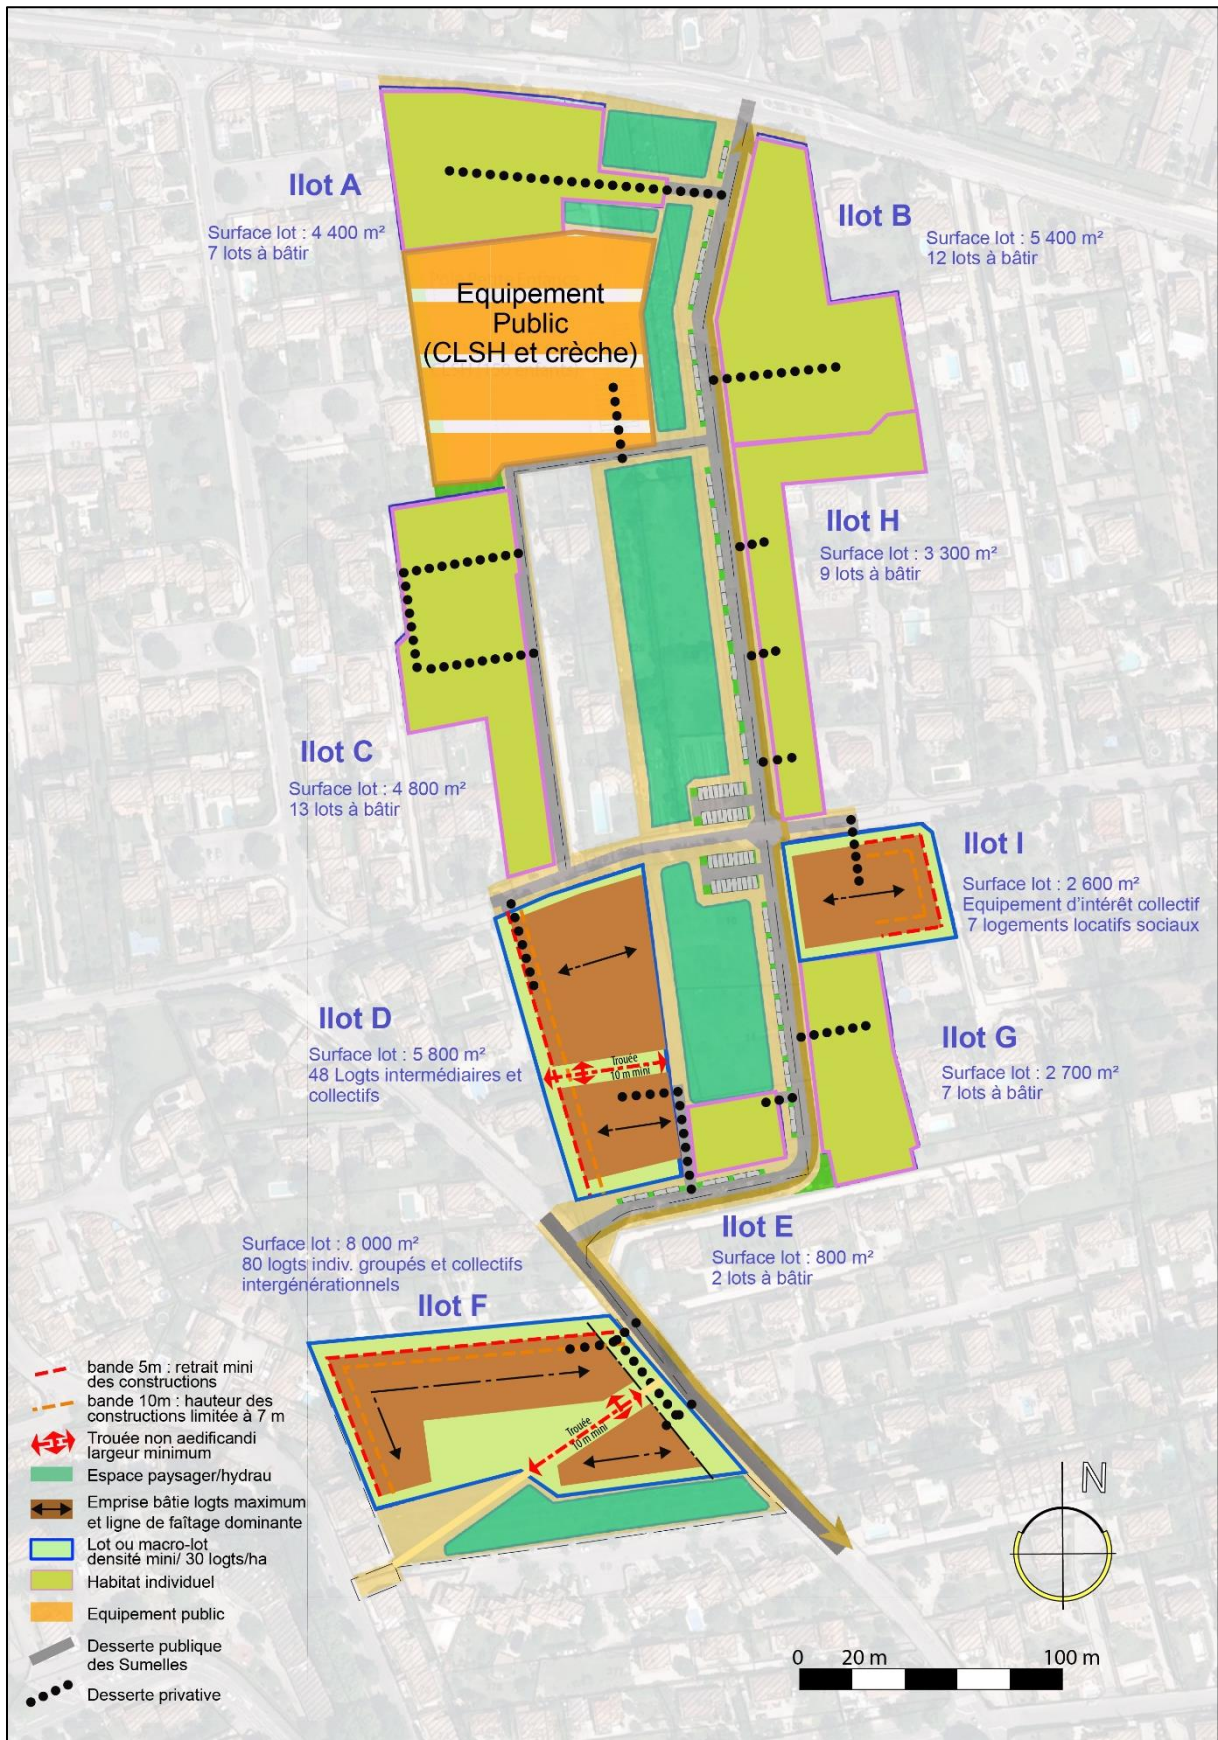 Ilot A
Surface lot : 4 400 m²
7 lots à bâtir
Ilot B
Surface lot : 5 400 m²
12 lots à bâtir
Equipement
Public
(CLSH et crèche)
Ilot H
Surface lot : 3 300 m²
9 lots à bâtir
Ilot C
Surface lot : 4 800 m²
13 lots à bâtir
Ilot I
Surface lot : 2 600 m²
Equipement d'intérêt collectif
7 logements locatifs sociaux
Ilot D
Surface lot : 5 800 m²
48 Logts intermédiaires et
collectifs
Trouée
10 m mini
Ilot G
Surface lot : 2 700 m²
7 lots à bâtir
Ilot E
Surface lot : 800 m²
2 lots à bâtir
Surface lot : 8 000 m²
80 logts indiv. groupés et collectifs
intergénérationnels
Ilot F
Trouée
10 m mini
bande 5m : retrait mini
des constructions
bande 10m : hauteur des
constructions limitée à 7 m
Trouée non aedificandi
largeur minimum
Espace paysager/hydrau
Emprise bâtie logts maximum
et ligne de faîtage dominante
Lot ou macro-lot
densité mini/ 30 logts/ha
Habitat individuel
Equipement public
Desserte publique
des Sumelles
Desserte privative
N
0 20 m 100 m